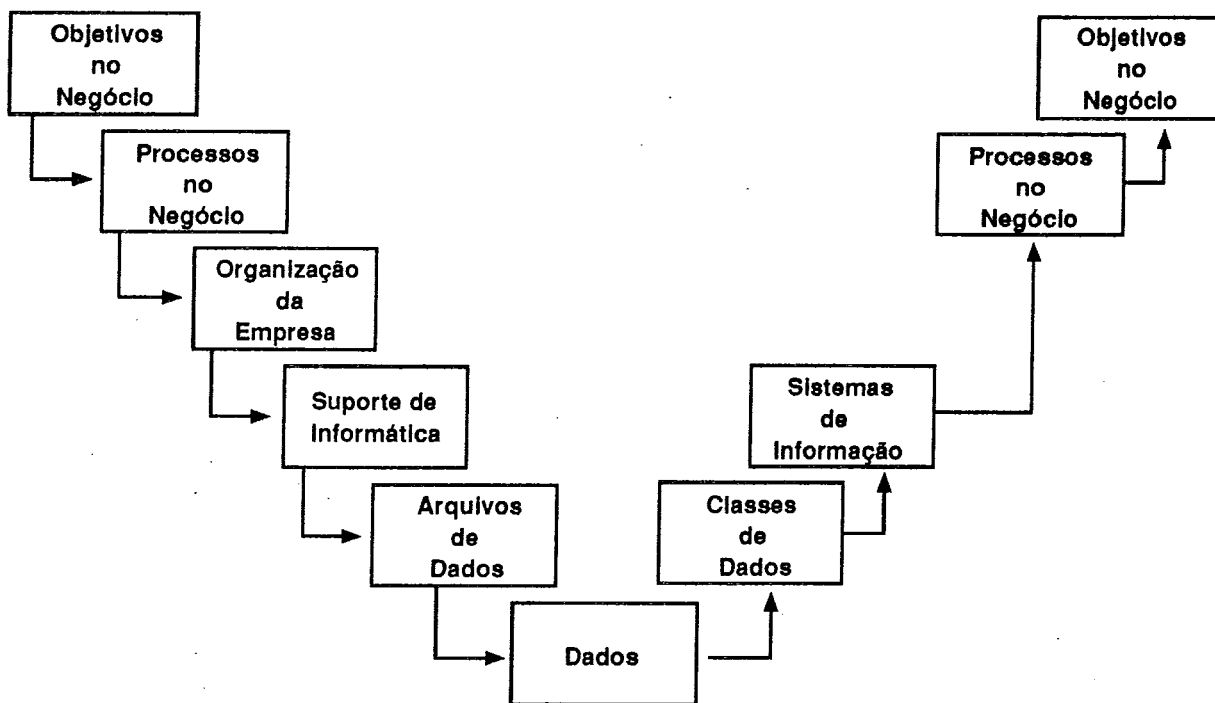 Objetivos
no
Negócio
Processos
no
Negócio
Organização
da
Empresa
Suporte de
Informática
Arquivos
de
Dados
Dados
Classes
de
Dados
Sistemas
de
Informação
Processos
no
Negócio
Objetivos
no
Negócio